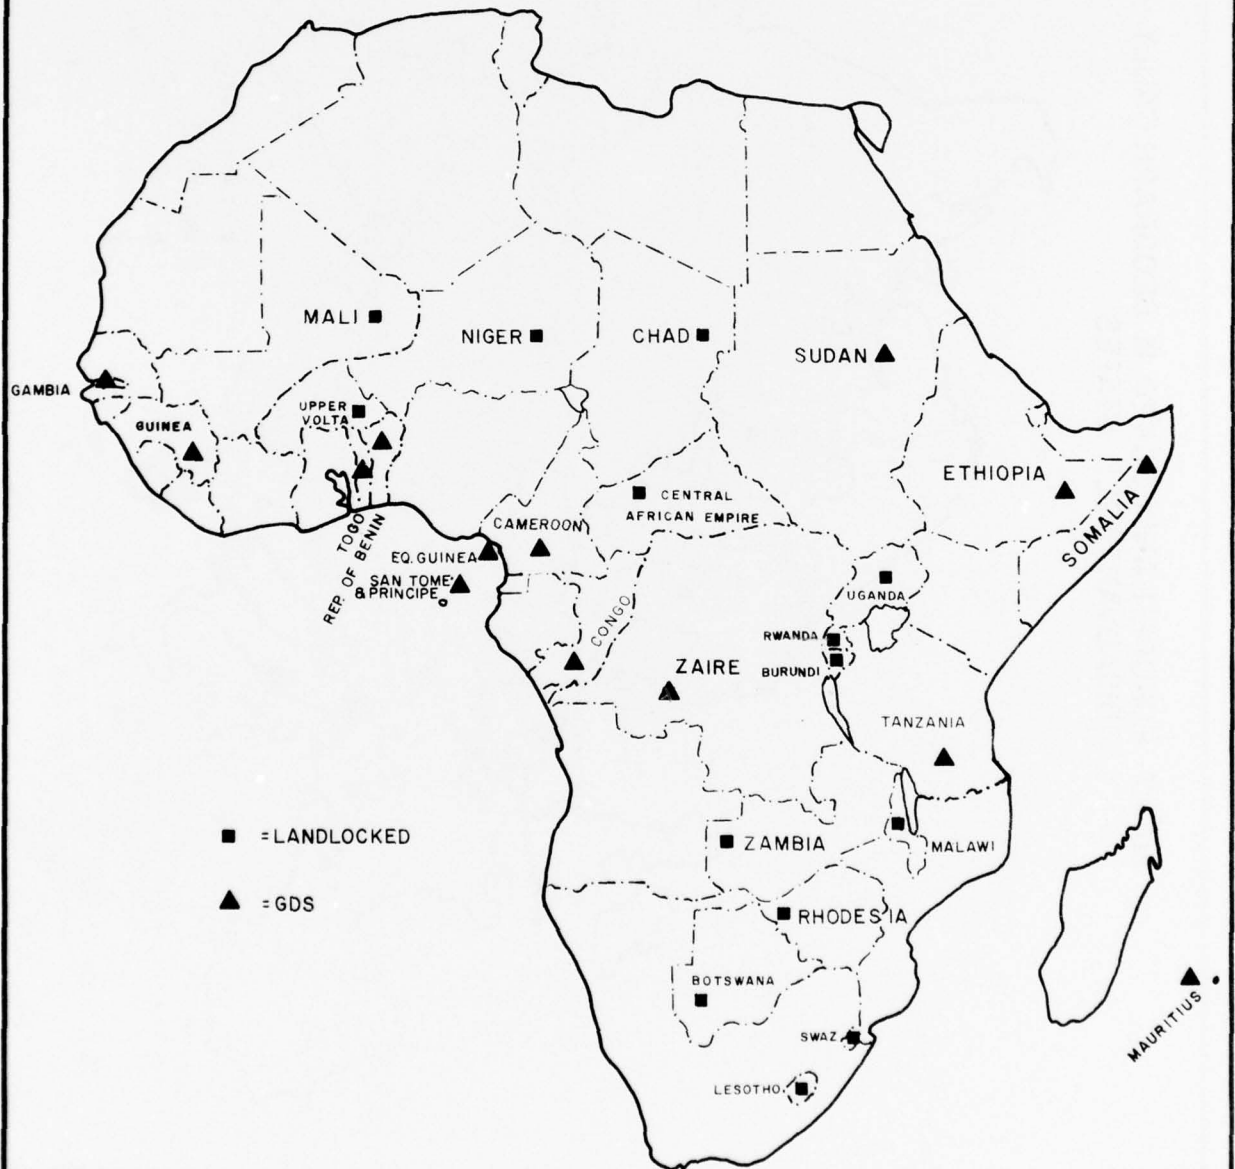 MALI
NIGER
CHAD
SUDAN
GAMBIA
UPPER
VOLTA
GUINEA
ETHIOPIA
SOMALIA
CENTRAL
AFRICAN EMPIRE
CAMEROON
TOGO
REP. OF BENIN
EQ. GUINEA
SAN TOME
& PRINCIPE
CONGO
UGANDA
RWANDA
BURUNDI
ZAIRE
TANZANIA
=LANDLOCKED
ZAMBIA
MALAWI
=GDS
RHODESIA
BOTSWANA
MAURITIUS
SWAZ
LESOTHO